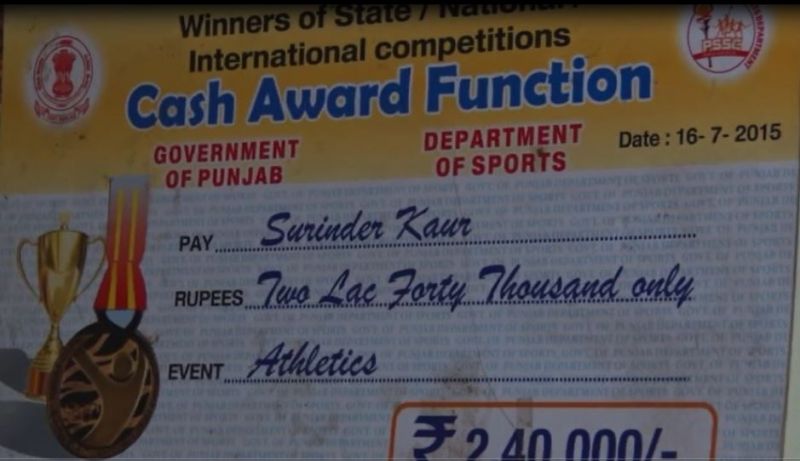 Winners of State / National /
International competitions
Cash Award Function
GOVERNMENT
OF PUNJAB
DEPARTMENT
OF SPORTS
Date : 16- 7- 2015
PAY Surinder Kaur
RUPEES Two Lac Forty Thousand only
EVENT Athletics
₹ 2,40,000/-
PSSC